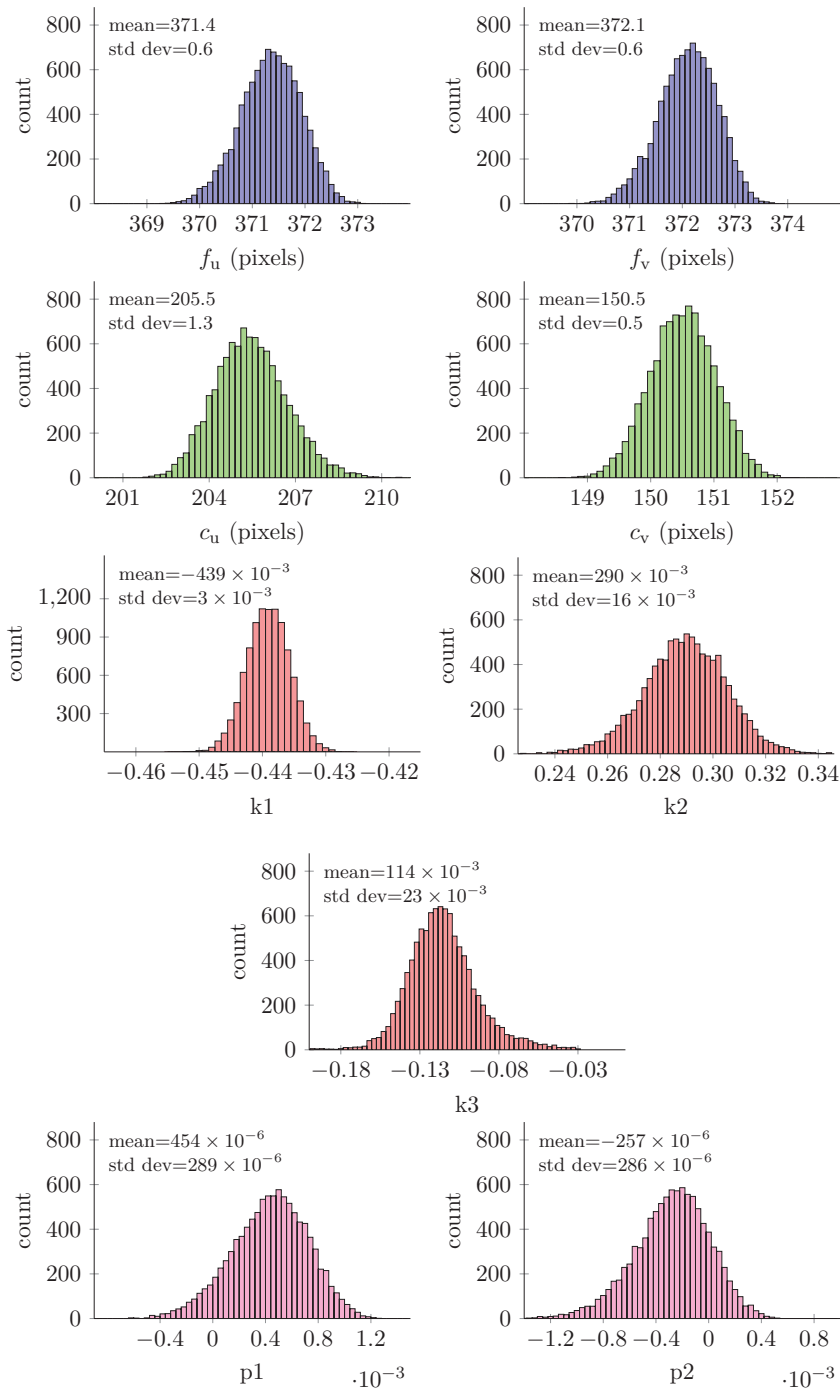 800
600
400
200
0
count
mean=371.4
std dev=0.6
369 370 371 372 373
f_u (pixels)
800
600
400
200
0
count
mean=372.1
std dev=0.6
370 371 372 373 374
f_v (pixels)
800
600
400
200
0
count
mean=205.5
std dev=1.3
201 204 207 210
c_u (pixels)
800
600
400
200
0
count
mean=150.5
std dev=0.5
149 150 151 152
c_v (pixels)
1,200
900
600
300
count
mean=−439 × 10⁻³
std dev=3 × 10⁻³
−0.46 −0.45 −0.44 −0.43 −0.42
k1
800
600
400
200
0
count
mean=290 × 10⁻³
std dev=16 × 10⁻³
0.24 0.26 0.28 0.30 0.32 0.34
k2
800
600
400
200
0
count
mean=114 × 10⁻³
std dev=23 × 10⁻³
−0.18 −0.13 −0.08 −0.03
k3
800
600
400
200
0
count
mean=454 × 10⁻⁶
std dev=289 × 10⁻⁶
−0.4 0 0.4 0.8 1.2
p1
·10⁻³
800
600
400
200
0
count
mean=−257 × 10⁻⁶
std dev=286 × 10⁻⁶
−1.2 −0.8 −0.4 0 0.4 0.8
p2
·10⁻³